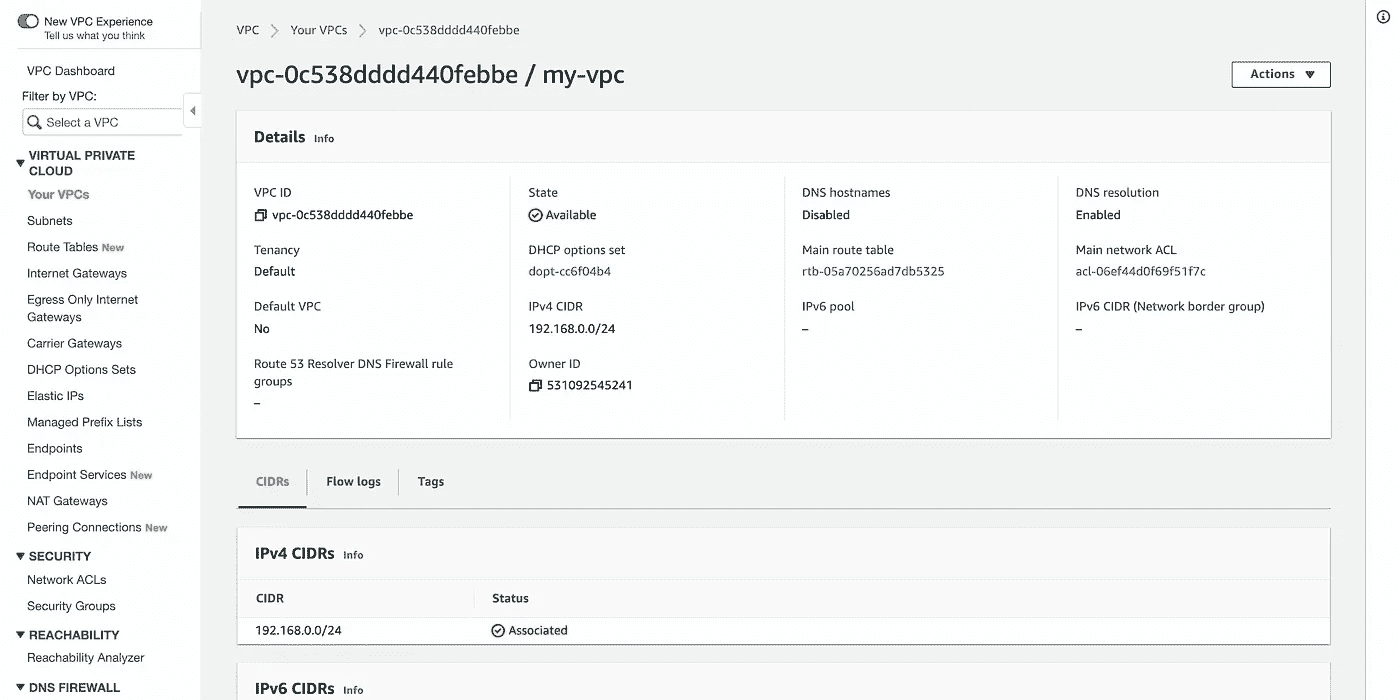 New VPC Experience
Tell us what you think
VPC Dashboard
Filter by VPC:
Select a VPC
VIRTUAL PRIVATE
CLOUD
Your VPCs
Subnets
Route Tables New
Internet Gateways
Egress Only Internet
Gateways
Carrier Gateways
DHCP Options Sets
Elastic IPs
Managed Prefix Lists
Endpoints
Endpoint Services New
NAT Gateways
Peering Connections New
SECURITY
Network ACLs
Security Groups
REACHABILITY
Reachability Analyzer
DNS FIREWALL
VPC > Your VPCs > vpc-0c538dddd440febbe
vpc-0c538dddd440febbe / my-vpc
Actions
Details Info
VPC ID
vpc-0c538dddd440febbe
State
Available
DNS hostnames
Disabled
DNS resolution
Enabled
Tenancy
Default
DHCP options set
dopt-cc6f04b4
Main route table
rtb-05a70256ad7db5325
Main network ACL
acl-06ef44d0f69f51f7c
Default VPC
No
IPv4 CIDR
192.168.0.0/24
IPv6 pool
–
IPv6 CIDR (Network border group)
–
Route 53 Resolver DNS Firewall rule
groups
–
Owner ID
531092545241
CIDRs Flow logs Tags
IPv4 CIDRs Info
CIDR Status
192.168.0.0/24 Associated
IPv6 CIDRs Info